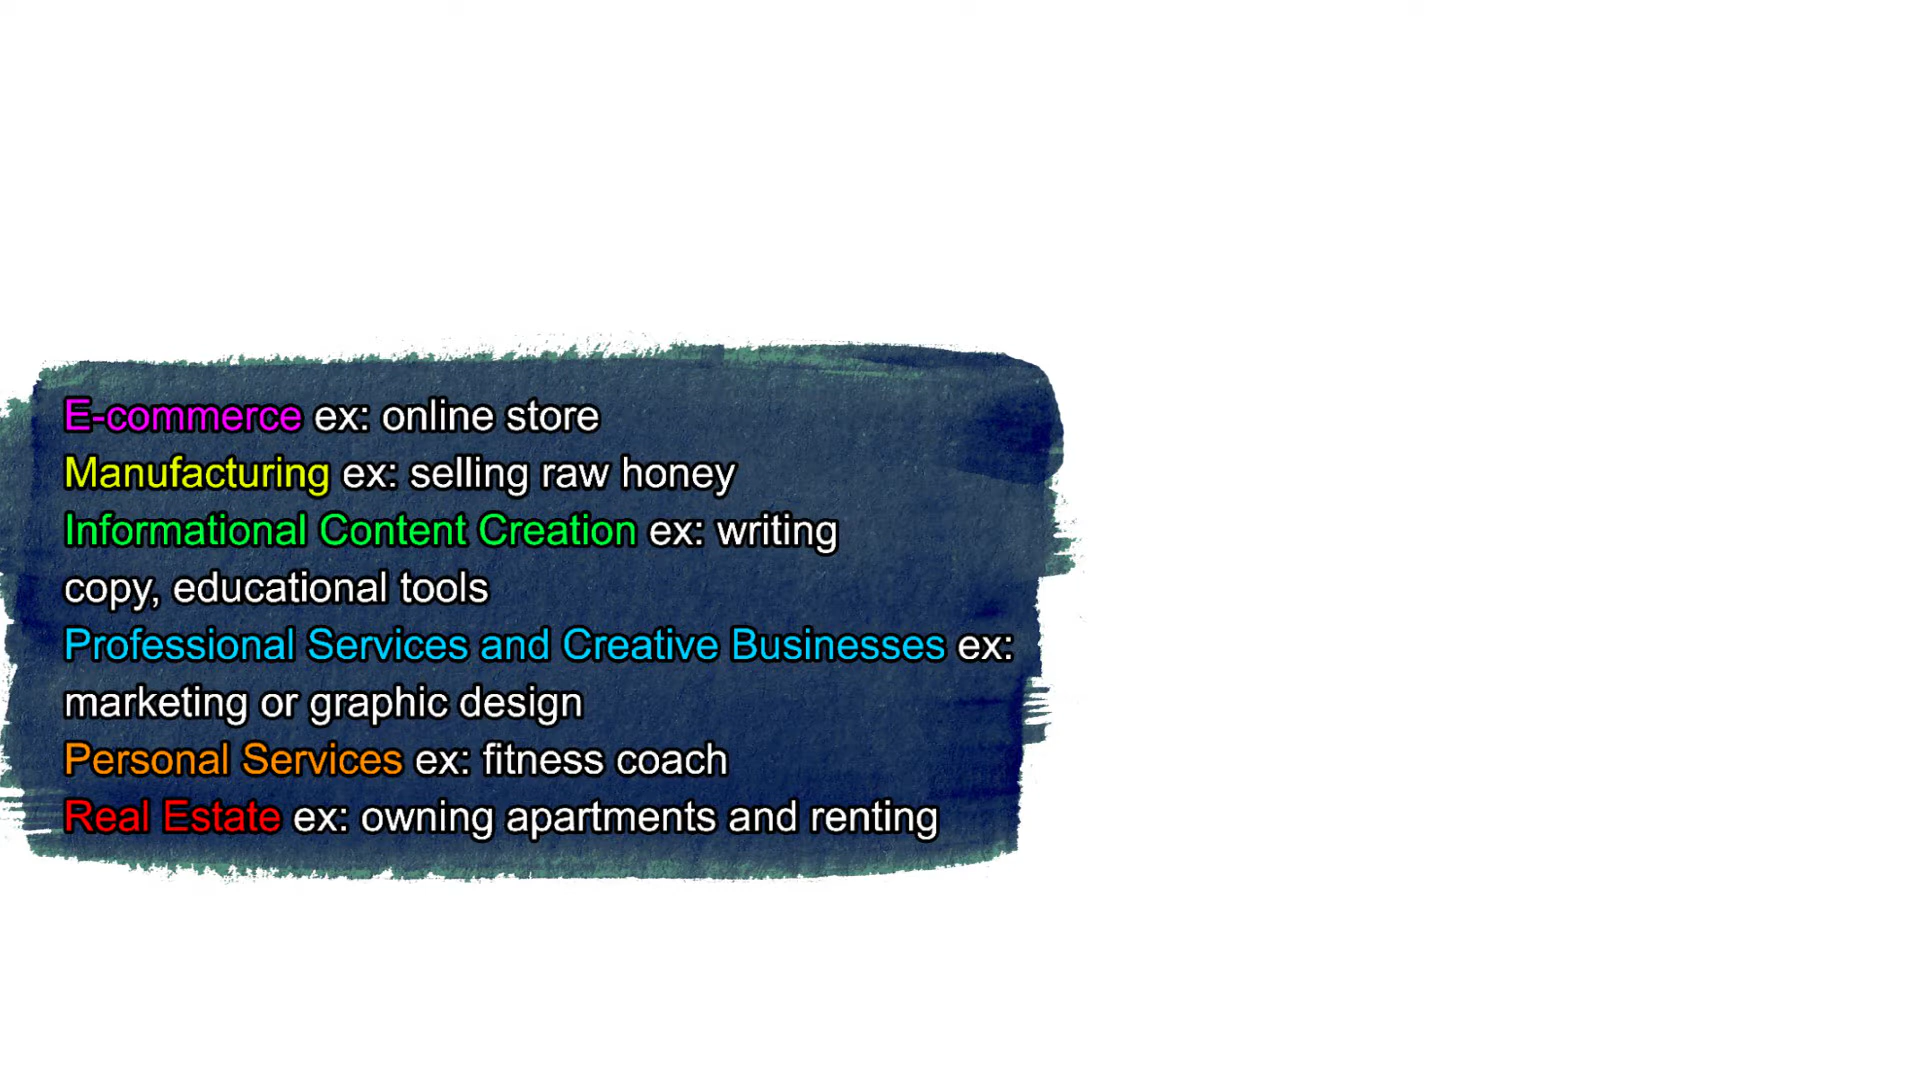 E-commerce ex: online store
Manufacturing ex: selling raw honey
Informational Content Creation ex: writing
copy, educational tools
Professional Services and Creative Businesses ex:
marketing or graphic design
Personal Services ex: fitness coach
Real Estate ex: owning apartments and renting